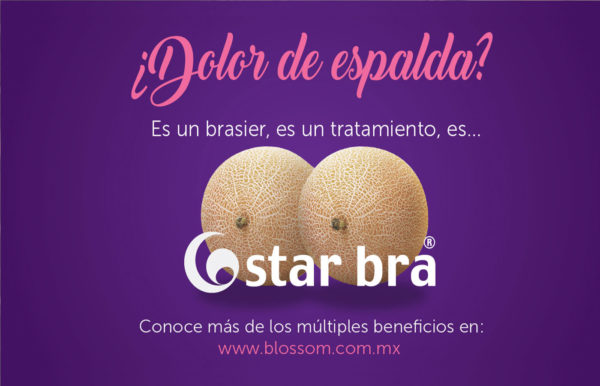 ¿Dolor de espalda?
Es un brasier, es un tratamiento, es...
star bra®
Conoce más de los múltiples beneficios en:
www.blossom.com.mx